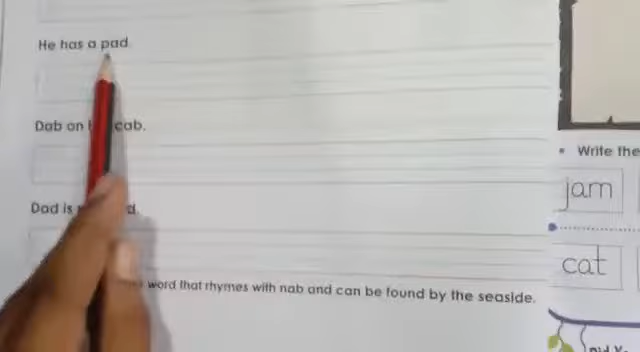 He has a pad.
Dab on cab.
Dad is
word that rhymes with nab and can be found by the seaside.
Write the
jam
cat